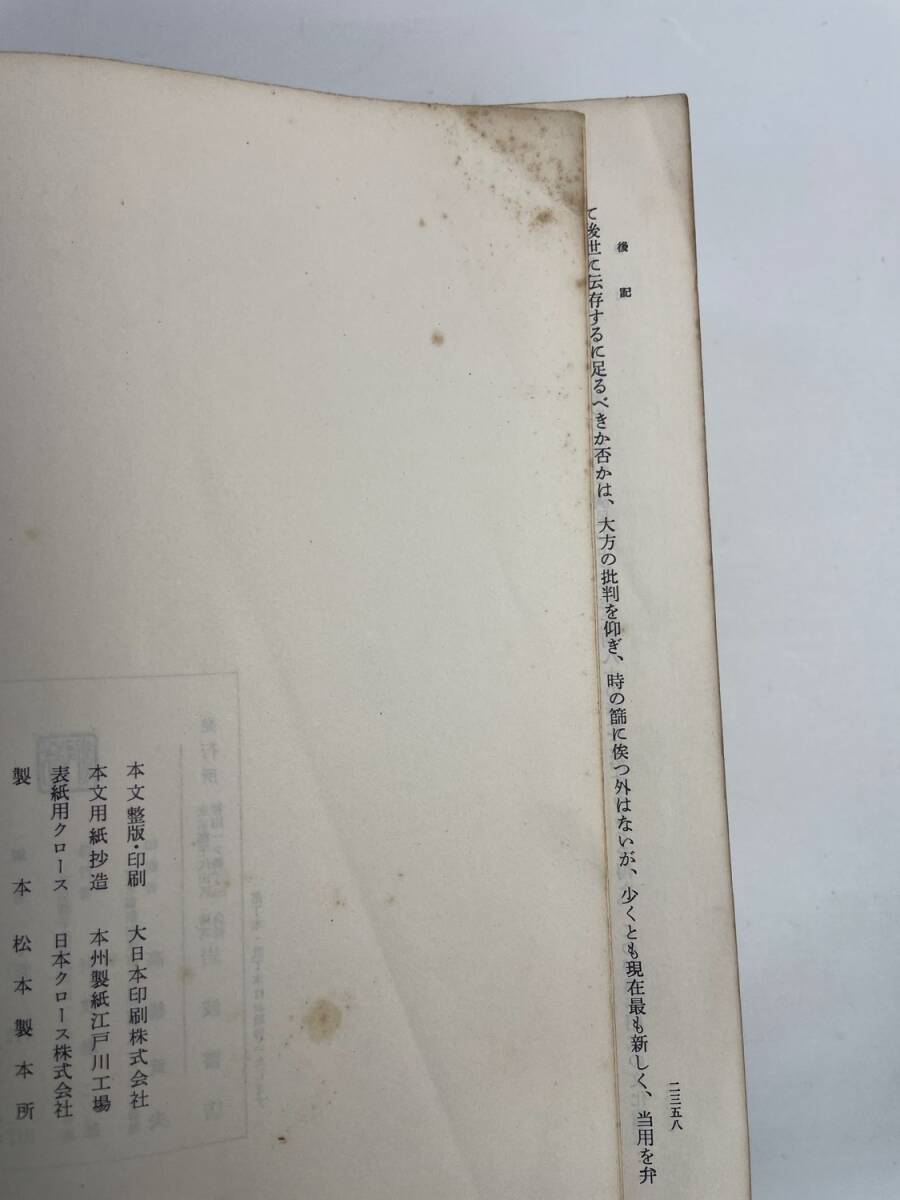 後記
て後世に伝存するに足るべきか否かは、大方の批判を仰ぎ、時の篩に俟つ外はないが、少くとも現在最も新しく、当用を弁
二三五八
本文整版・印刷 大日本印刷株式会社
本文用紙抄造 本州製紙江戸川工場
表紙用クロース 日本クロース株式会社
製本 松本製本所